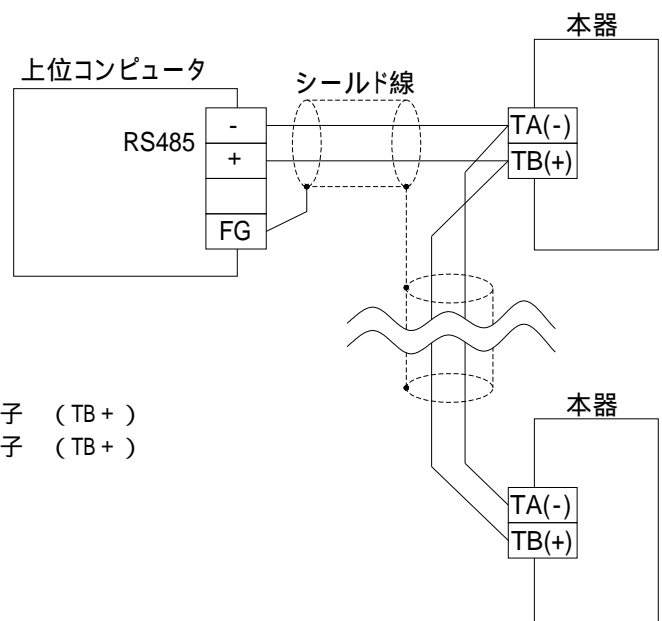 本器
上位コンピュータ
シールド線
RS485
-
+
FG
TA(-)
TB(+)
子 (TB+)
子 (TB+)
本器
TA(-)
TB(+)